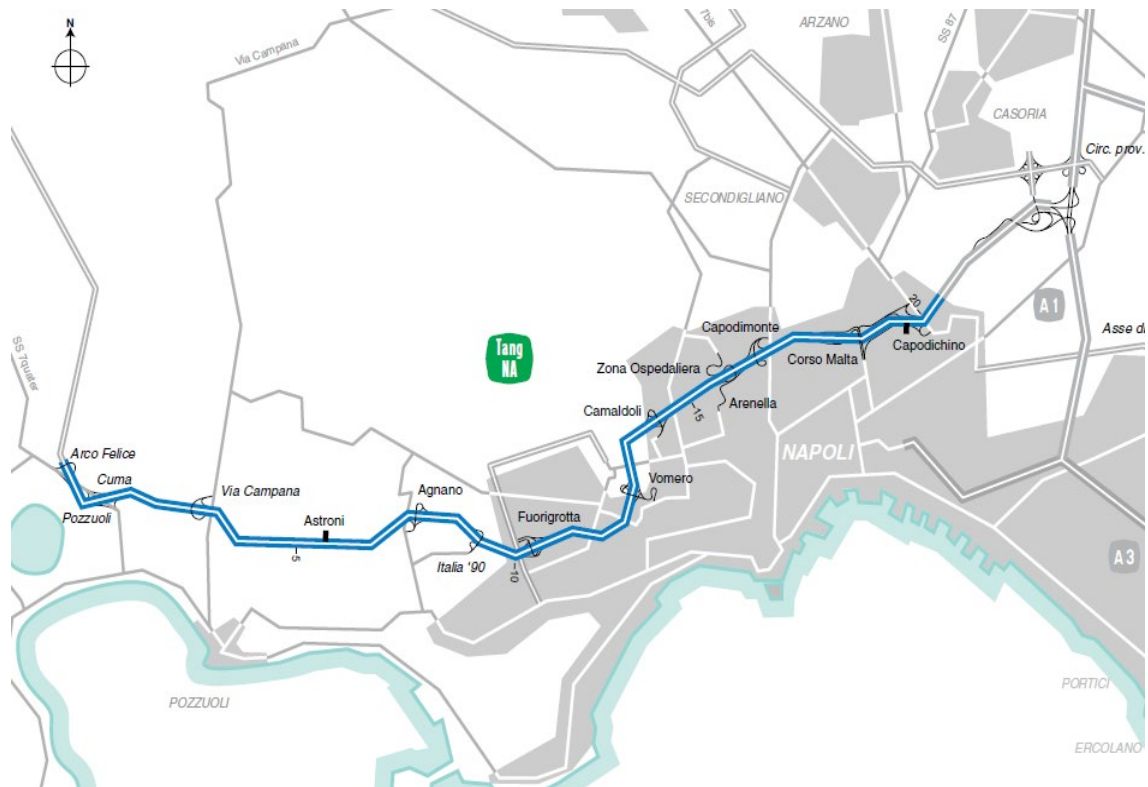 N
7bis
ARZANO
SS 87
Via Campana
CASORIA
Circ. prov.
SECONDIGLIANO
20
A1
Tang
NA
Capodimonte
Asse di
SS 7quater
Zona Ospedaliera
Corso Malta
Capodichino
Camaldoli
15
Arenella
NAPOLI
Arco Felice
Cuma
Via Campana
Agnano
Vomero
Pozzuoli
Astroni
Fuorigrotta
5
Italia '90
10
A3
POZZUOLI
PORTICI
ERCOLANO